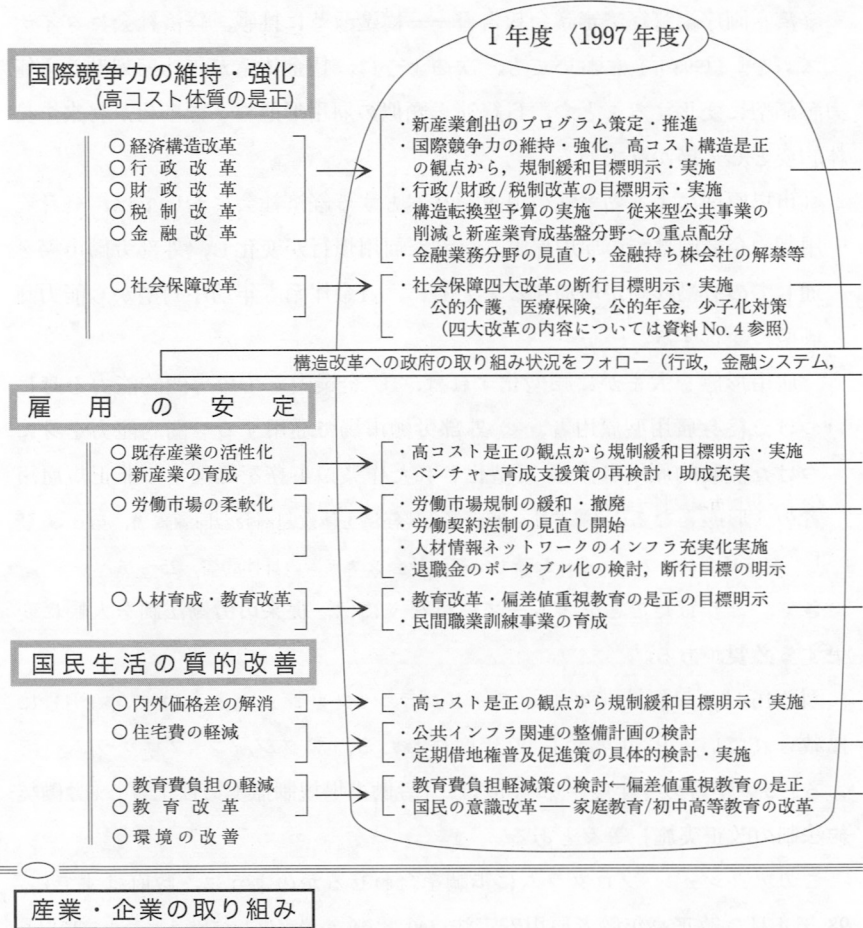 I 年度〈1997年度〉
国際競争力の維持・強化
(高コスト体質の是正)
○経済構造改革
○行政改革
○財政改革
○税制改革
○金融改革
・新産業創出のプログラム策定・推進
・国際競争力の維持・強化，高コスト構造是正
の観点から，規制緩和目標明示・実施
・行政/財政/税制改革の目標明示・実施
・構造転換型予算の実施── 従来型公共事業の
削減と新産業育成基盤分野への重点配分
・金融業務分野の見直し，金融持ち株会社の解禁等
○社会保障改革
・社会保障四大改革の断行目標明示・実施
公的介護，医療保険，公的年金，少子化対策
（四大改革の内容については資料 No. 4 参照）
構造改革への政府の取り組み状況をフォロー（行政，金融システム，
雇用の安定
○既存産業の活性化
○新産業の育成
・高コスト是正の観点から規制緩和目標明示・実施
・ベンチャー育成支援策の再検討・助成充実
○労働市場の柔軟化
・労働市場規制の緩和・撤廃
・労働契約法制の見直し開始
・人材情報ネットワークのインフラ充実化実施
・退職金のポータブル化の検討，断行目標の明示
○人材育成・教育改革
・教育改革・偏差値重視教育の是正の目標明示
・民間職業訓練事業の育成
国民生活の質的改善
○内外価格差の解消
・高コスト是正の観点から規制緩和目標明示・実施
○住宅費の軽減
・公共インフラ関連の整備計画の検討
・定期借地権普及促進策の具体的検討・実施
○教育費負担の軽減
○教育改革
・教育費負担軽減策の検討・偏差値重視教育の是正
・国民の意識改革── 家庭教育/初中高等教育の改革
○環境の改善
産業・企業の取り組み